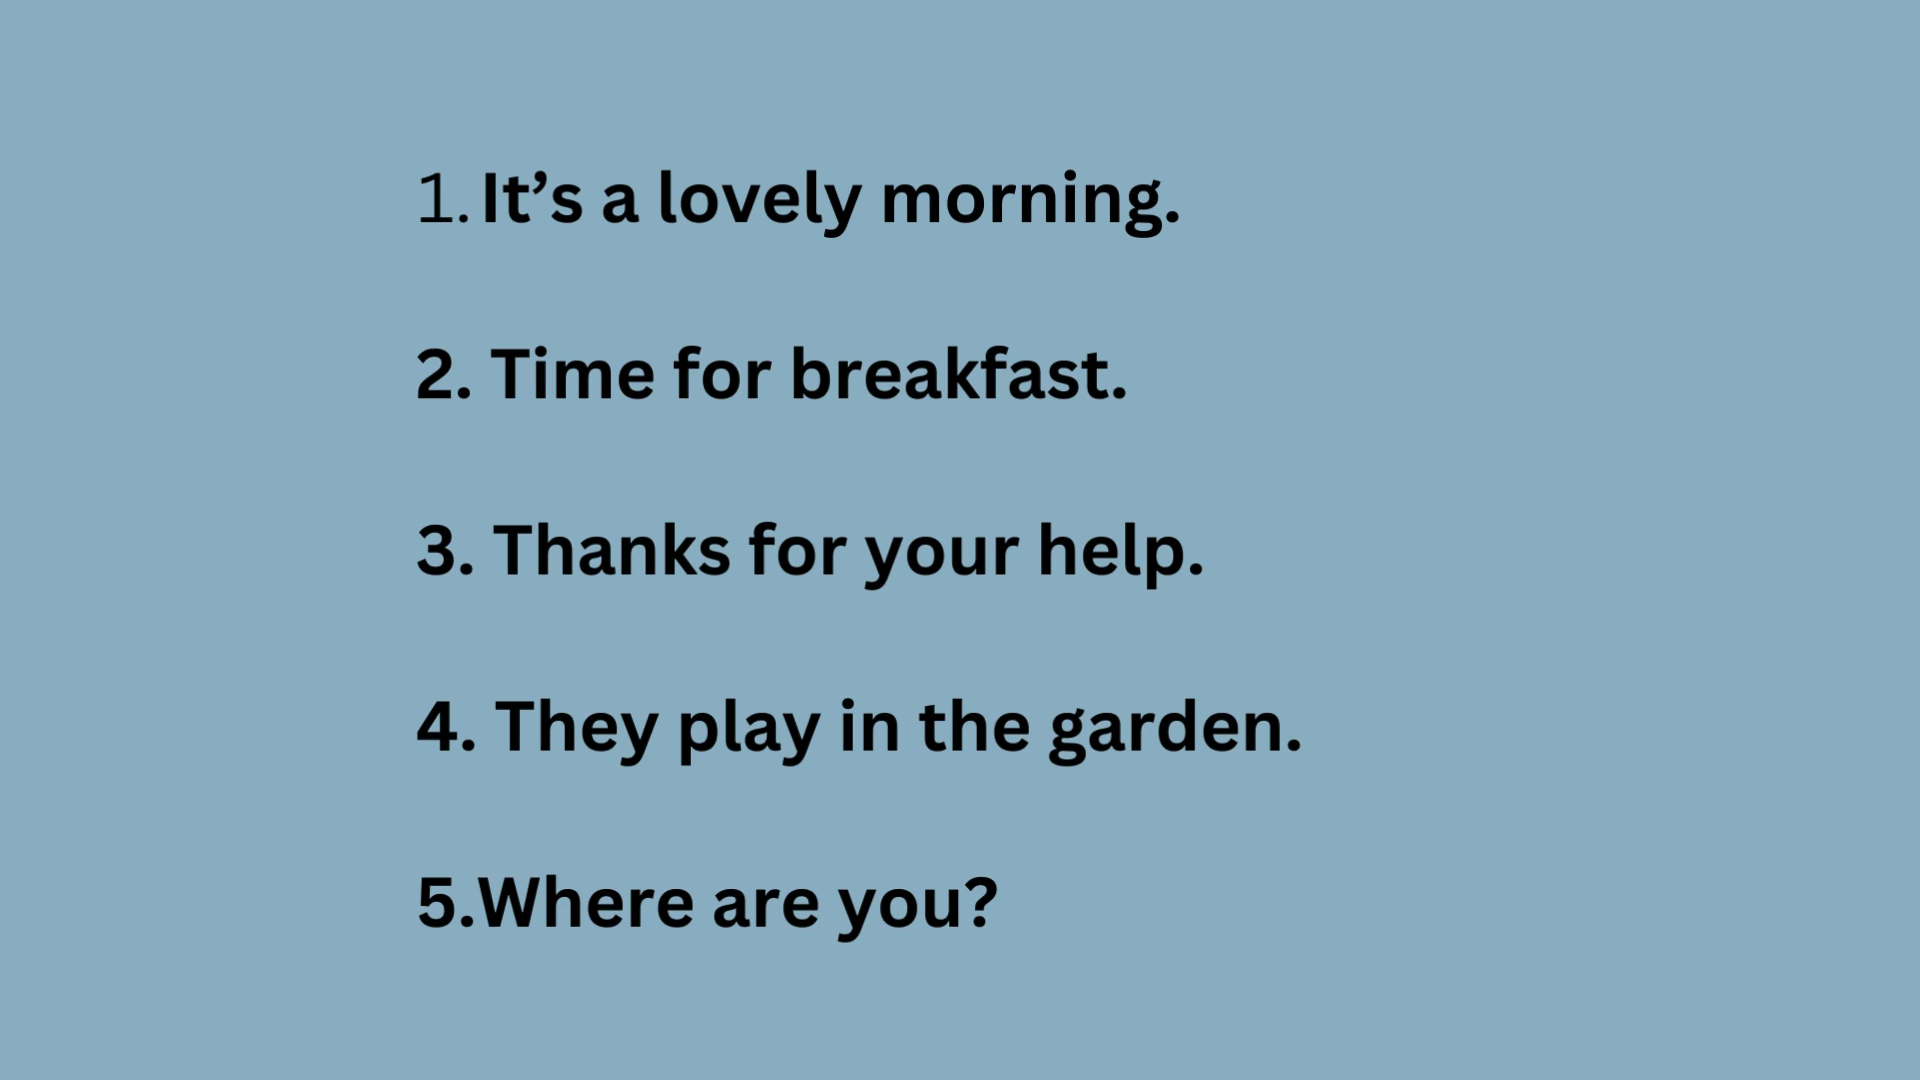 1. It’s a lovely morning.
2. Time for breakfast.
3. Thanks for your help.
4. They play in the garden.
5.Where are you?